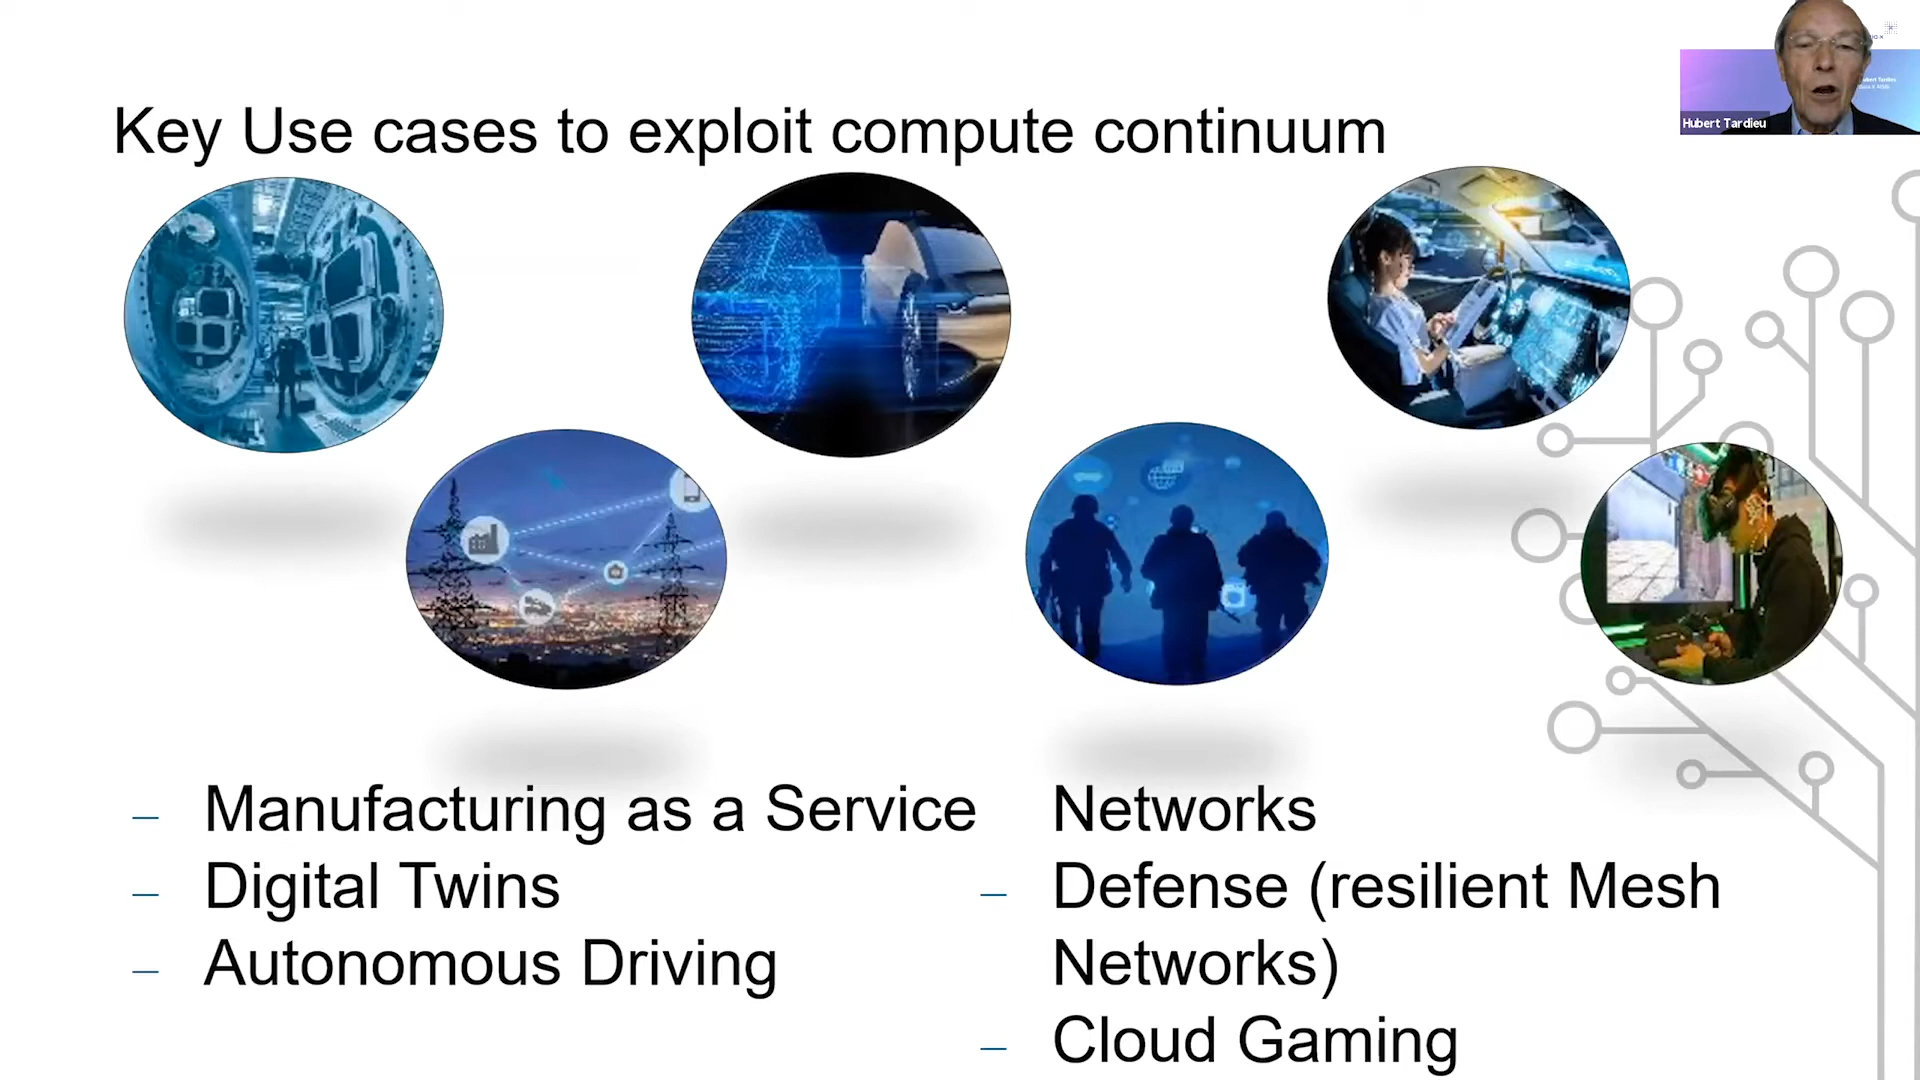 Key Use cases to exploit compute continuum
Hubert Tardieu
– Manufacturing as a Service
– Digital Twins
– Autonomous Driving
Networks
– Defense (resilient Mesh
Networks)
– Cloud Gaming